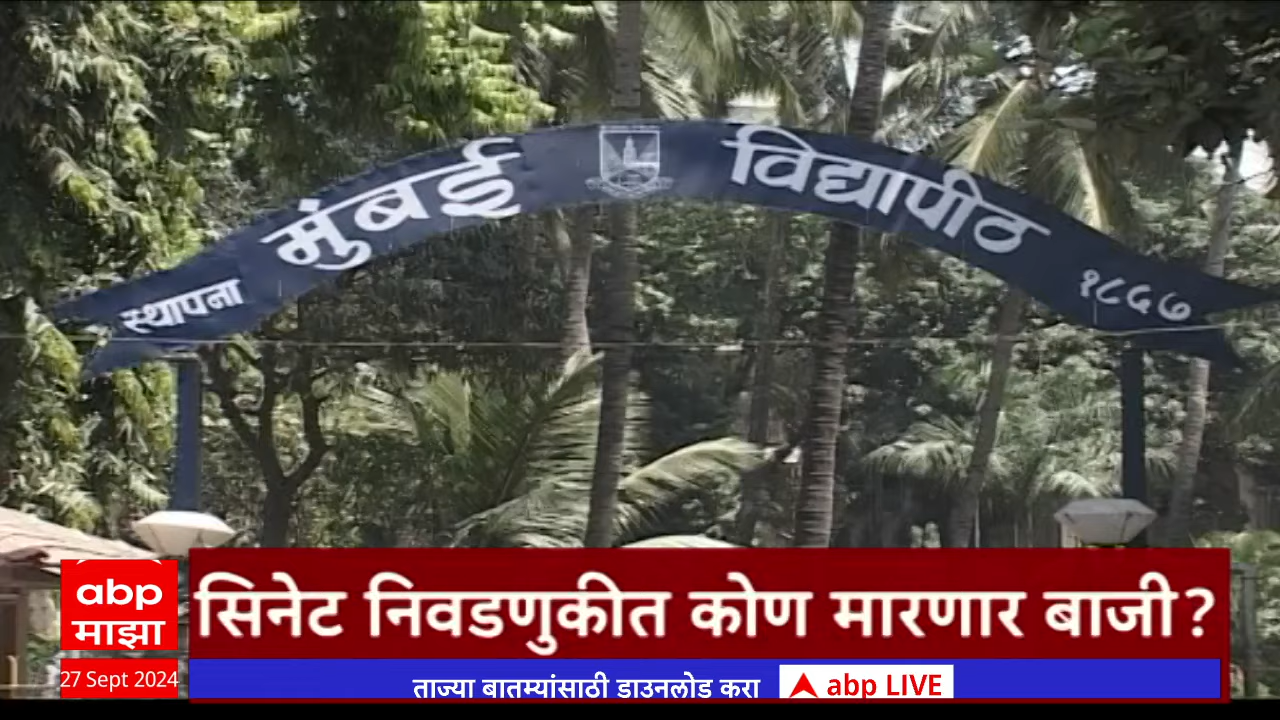 मुंबई विद्यापीठ
स्थापना १८५७
abp माझा
सिनेट निवडणुकीत कोण मारणार बाजी?
27 Sept 2024
ताज्या बातम्यांसाठी डाउनलोड करा abp LIVE